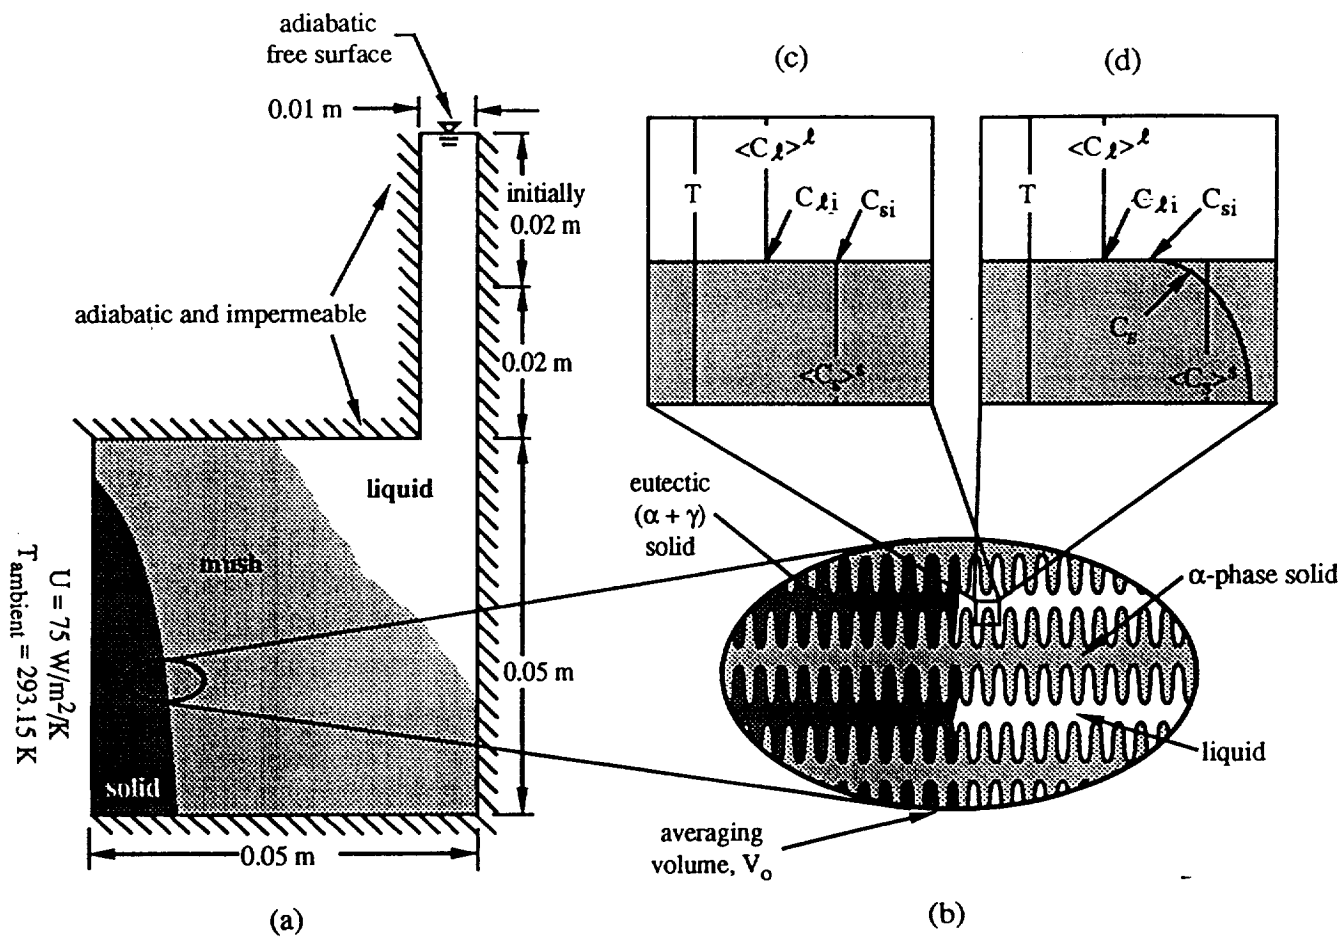 adiabatic
free surface
0.01 m
initially
0.02 m
adiabatic and impermeable
0.02 m
liquid
mush
0.05 m
solid
0.05 m
U = 75 W/m²/K
T_ambient = 293.15 K
(a)
(c)
<C_ℓ>^ℓ
T
C_ℓi
C_si
<C_s>^s
(d)
<C_ℓ>^ℓ
T
C_ℓi
C_si
C_s
<C_s>^s
eutectic
(α + γ)
solid
α-phase solid
liquid
averaging
volume, V_o
(b)